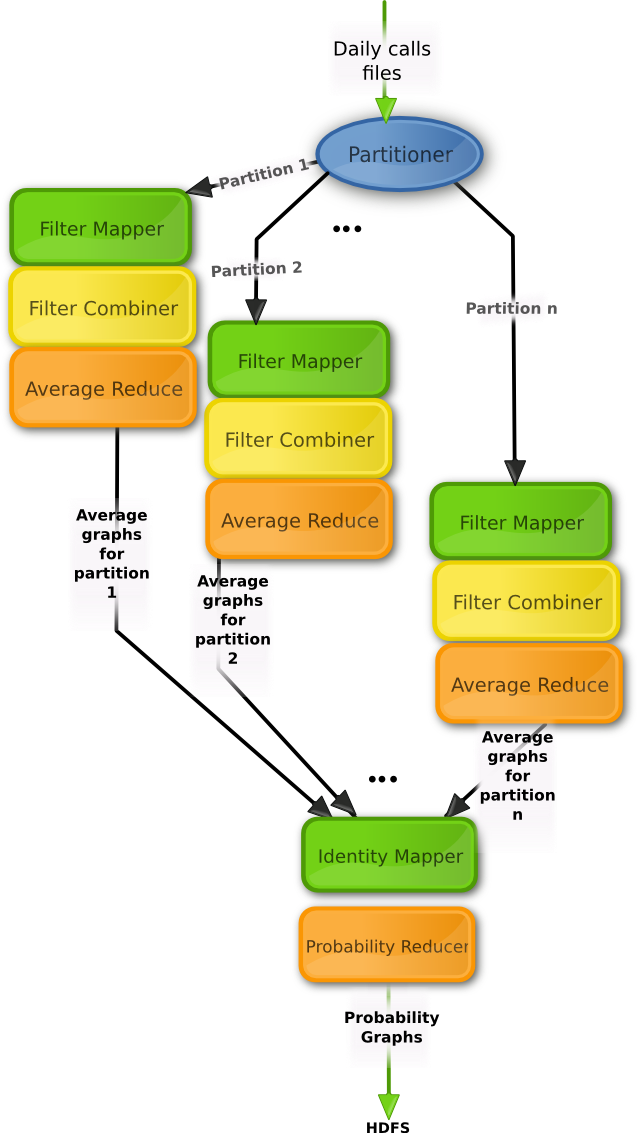 Daily calls
files
Partitioner
Partition 1
...
Filter Mapper
Partition 2
Filter Combiner
Partition n
Filter Mapper
Average Reduce
Filter Combiner
Average
graphs
for
partition
1
Average Reduce
Filter Mapper
Average
graphs
for
partition
2
Filter Combiner
Average Reduce
Average
graphs
for
partition
n
...
Identity Mapper
Probability Reducer
Probability
Graphs
HDFS